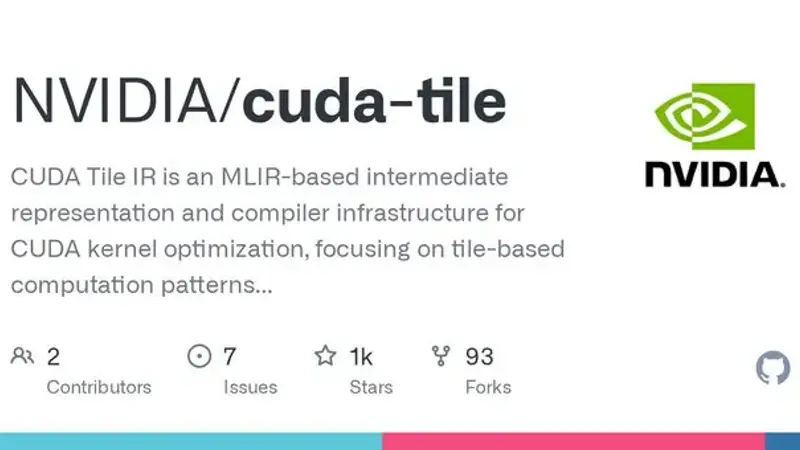 NVIDIA/cuda-tile
NVIDIA.
CUDA Tile IR is an MLIR-based intermediate
representation and compiler infrastructure for
CUDA kernel optimization, focusing on tile-based
computation patterns...
2
Contributors
7
Issues
1k
Stars
93
Forks